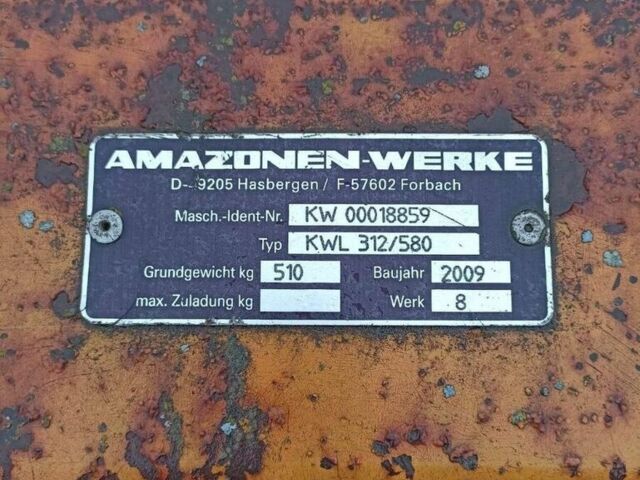 AMAZONEN-WERKE
D-49205 Hasbergen / F-57602 Forbach
Masch.-Ident-Nr. KW 00018859
Typ KWL 312/580
Grundgewicht kg 510 Baujahr 2009
max. Zuladung kg Werk 8